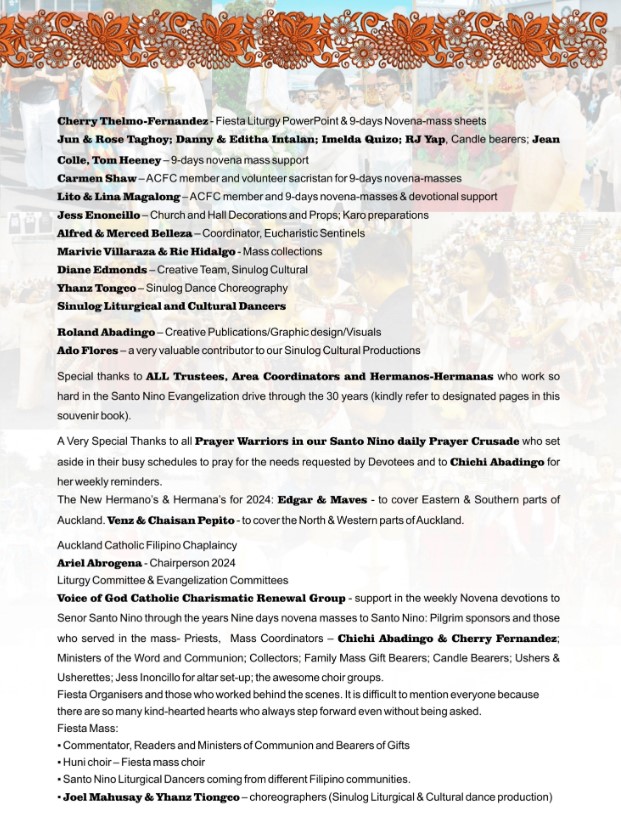 Cherry Thelmo-Fernandez - Fiesta Liturgy PowerPoint & 9-days Novena-mass sheets
Jun & Rose Taghoy; Danny & Editha Intalan; Imelda Quizo; RJ Yap, Candle bearers; Jean
Colle, Tom Heeney – 9-days novena mass support
Carmen Shaw – ACFC member and volunteer sacristan for 9-days novena-masses
Lito & Lina Magalong – ACFC member and 9-days novena-masses & devotional support
Jess Enoncillo – Church and Hall Decorations and Props; Karo preparations
Alfred & Merced Belleza – Coordinator, Eucharistic Sentinels
Marivic Villaraza & Ric Hidalgo - Mass collections
Diane Edmonds – Creative Team, Sinulog Cultural
Yhanz Tongco – Sinulog Dance Choreography
Sinulog Liturgical and Cultural Dancers
Roland Abadingo – Creative Publications/Graphic design/Visuals
Ado Flores – a very valuable contributor to our Sinulog Cultural Productions
Special thanks to ALL Trustees, Area Coordinators and Hermanos-Hermanas who work so
hard in the Santo Nino Evangelization drive through the 30 years (kindly refer to designated pages in this
souvenir book).
A Very Special Thanks to all Prayer Warriors in our Santo Nino daily Prayer Crusade who set
aside in their busy schedules to pray for the needs requested by Devotees and to Chichi Abadingo for
her weekly reminders.
The New Hermano's & Hermana's for 2024: Edgar & Maves - to cover Eastern & Southern parts of
Auckland. Venz & Chaisan Pepito - to cover the North & Western parts of Auckland.
Auckland Catholic Filipino Chaplaincy
Ariel Abrogena - Chairperson 2024
Liturgy Committee & Evangelization Committees
Voice of God Catholic Charismatic Renewal Group - support in the weekly Novena devotions to
Senor Santo Nino through the years Nine days novena masses to Santo Nino: Pilgrim sponsors and those
who served in the mass- Priests, Mass Coordinators – Chichi Abadingo & Cherry Fernandez;
Ministers of the Word and Communion; Collectors; Family Mass Gift Bearers; Candle Bearers; Ushers &
Usherettes; Jess Inoncillo for altar set-up; the awesome choir groups.
Fiesta Organisers and those who worked behind the scenes. It is difficult to mention everyone because
there are so many kind-hearted hearts who always step forward even without being asked.
Fiesta Mass:
• Commentator, Readers and Ministers of Communion and Bearers of Gifts
• Huni choir – Fiesta mass choir
• Santo Nino Liturgical Dancers coming from different Filipino communities.
• Joel Mahusay & Yhanz Tiongco – choreographers (Sinulog Liturgical & Cultural dance production)